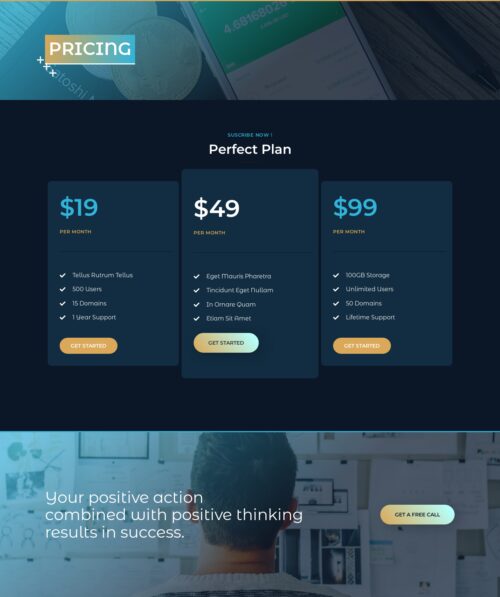 4.68168026
PRICING
atoshi
SUSCRIBE NOW !
Perfect Plan
$19
PER MONTH
Tellus Rutrum Tellus
500 Users
15 Domains
1 Year Support
GET STARTED
$49
PER MONTH
Eget Mauris Pharetra
Tincidunt Eget Nullam
In Ornare Quam
Etiam Sit Amet
GET STARTED
$99
PER MONTH
100GB Storage
Unlimited Users
50 Domains
Lifetime Support
GET STARTED
Your positive action
combined with positive thinking
results in success.
GET A FREE CALL